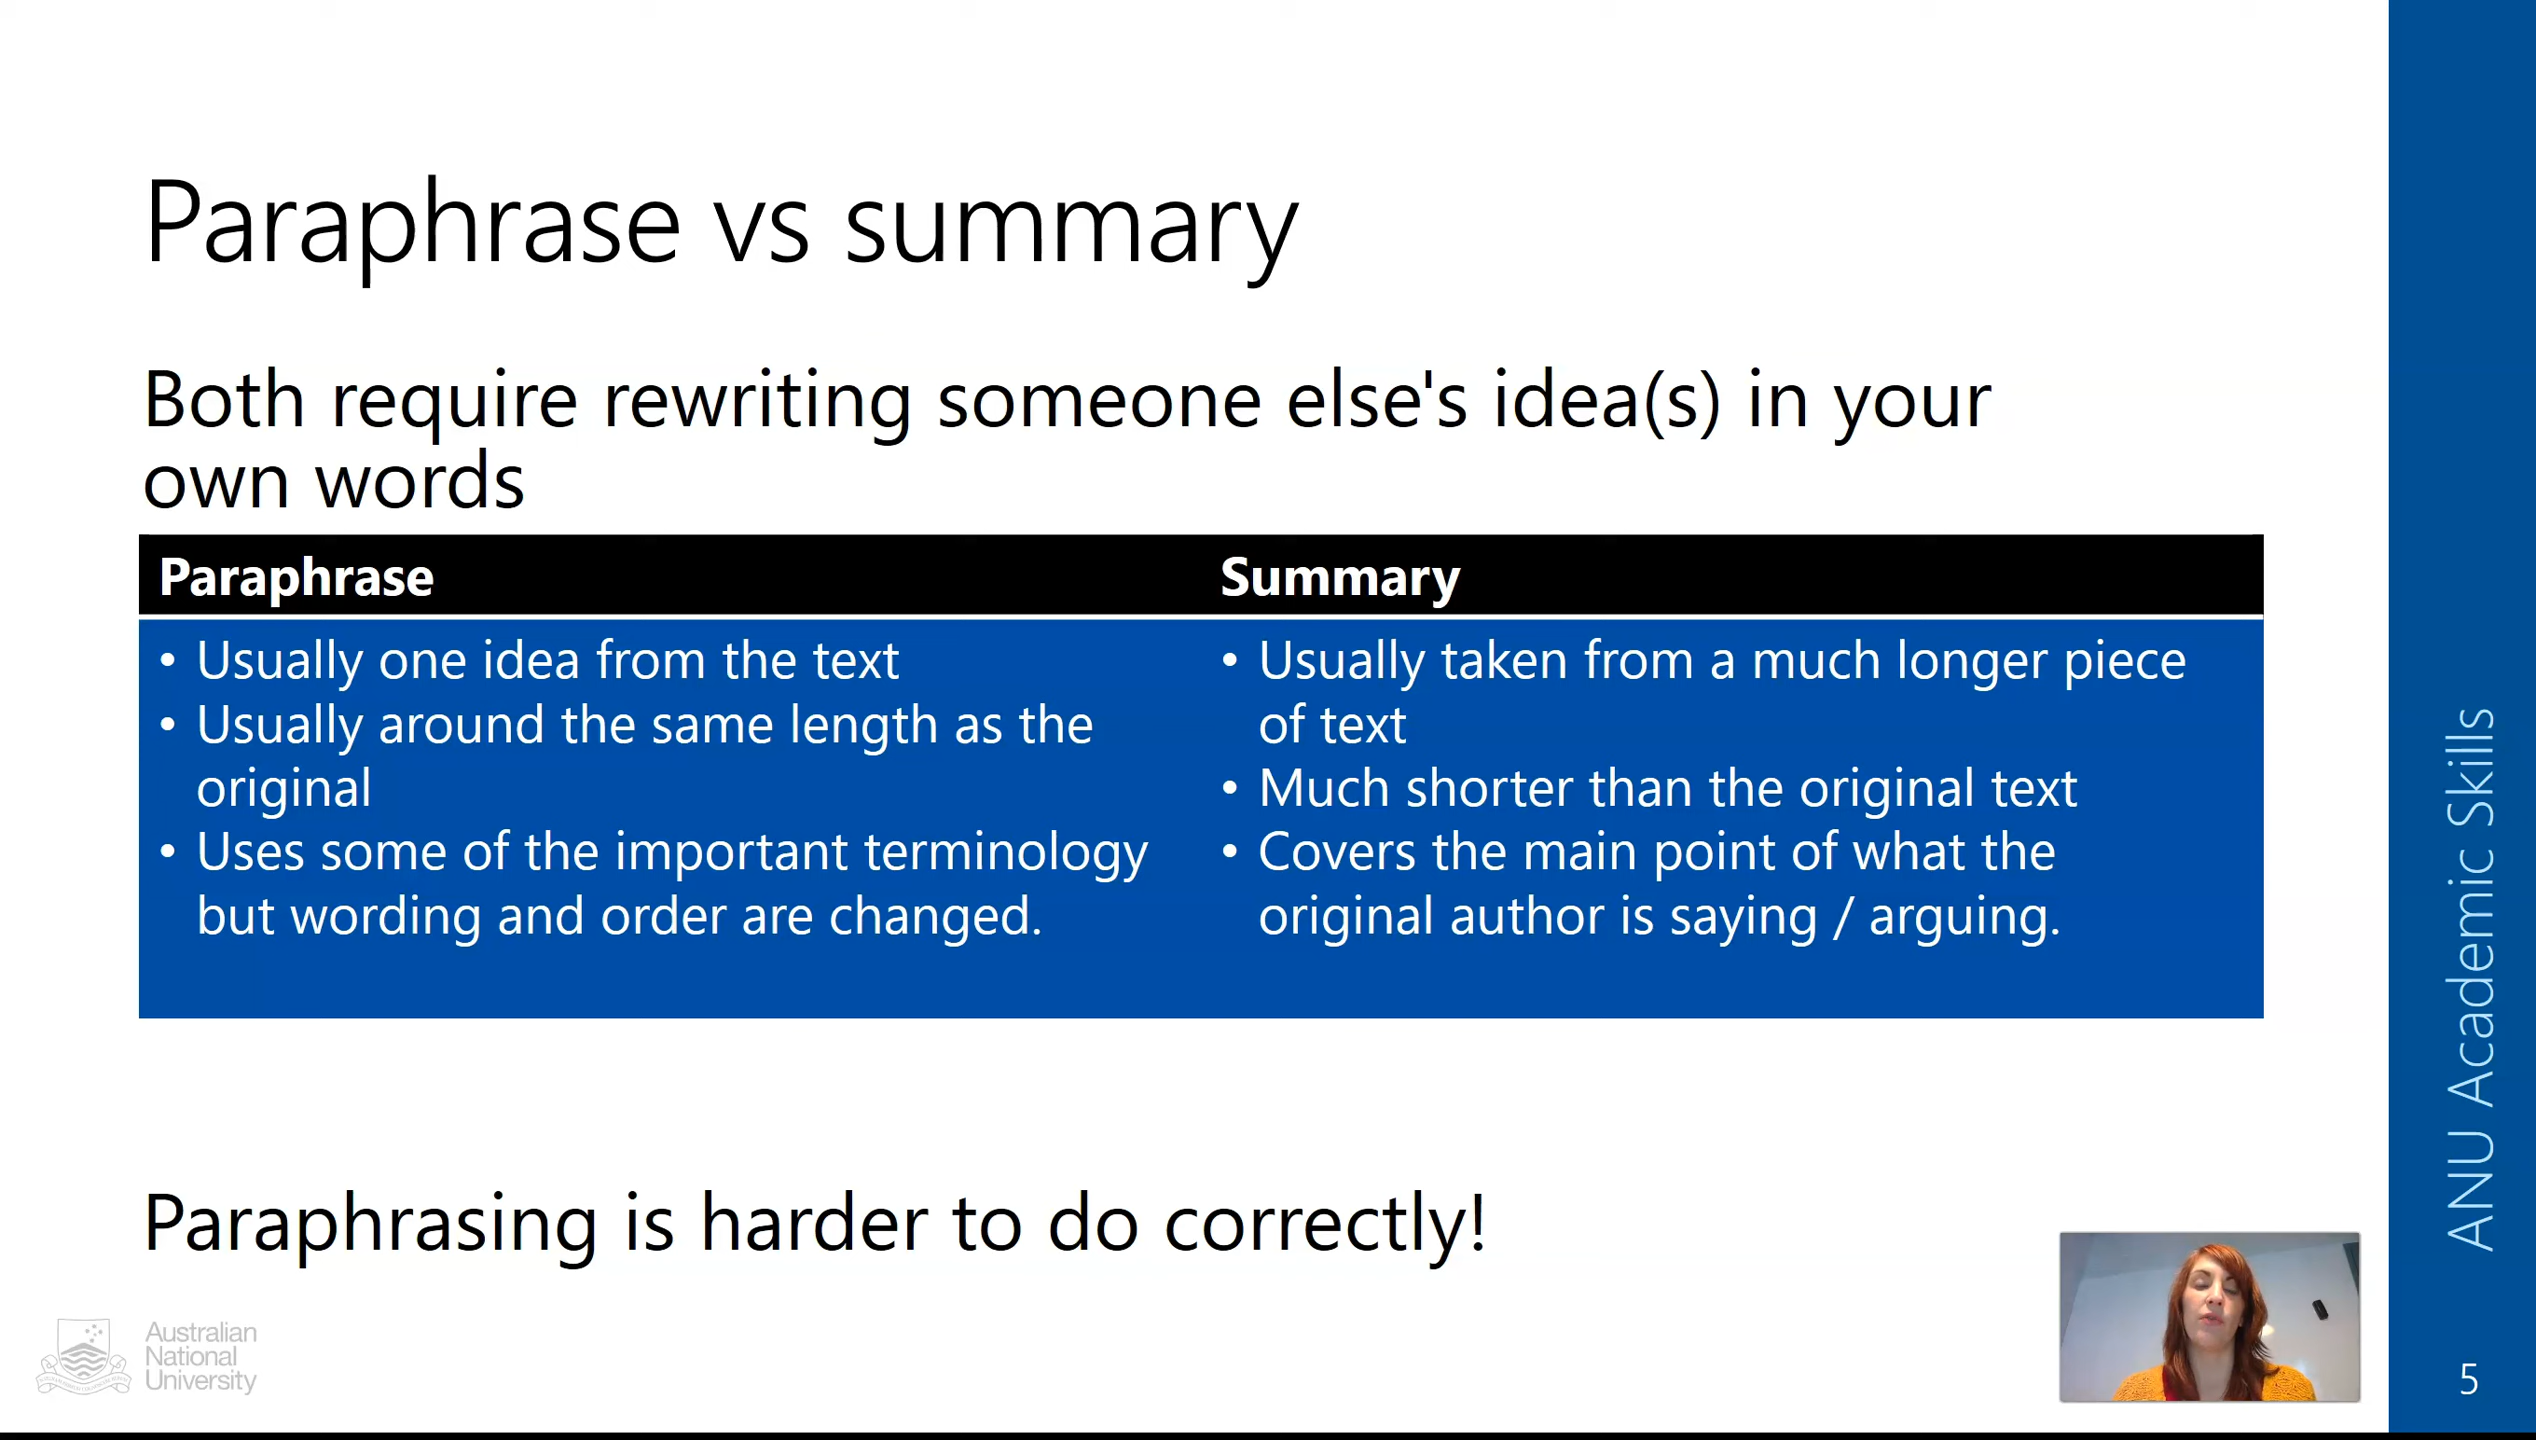 Paraphrase vs summary
Both require rewriting someone else's idea(s) in your
own words
Paraphrase
• Usually one idea from the text
• Usually around the same length as the
original
• Uses some of the important terminology
but wording and order are changed.
Summary
• Usually taken from a much longer piece
of text
• Much shorter than the original text
• Covers the main point of what the
original author is saying / arguing.
Paraphrasing is harder to do correctly!
Australian
National
University
ANU Academic Skills
5